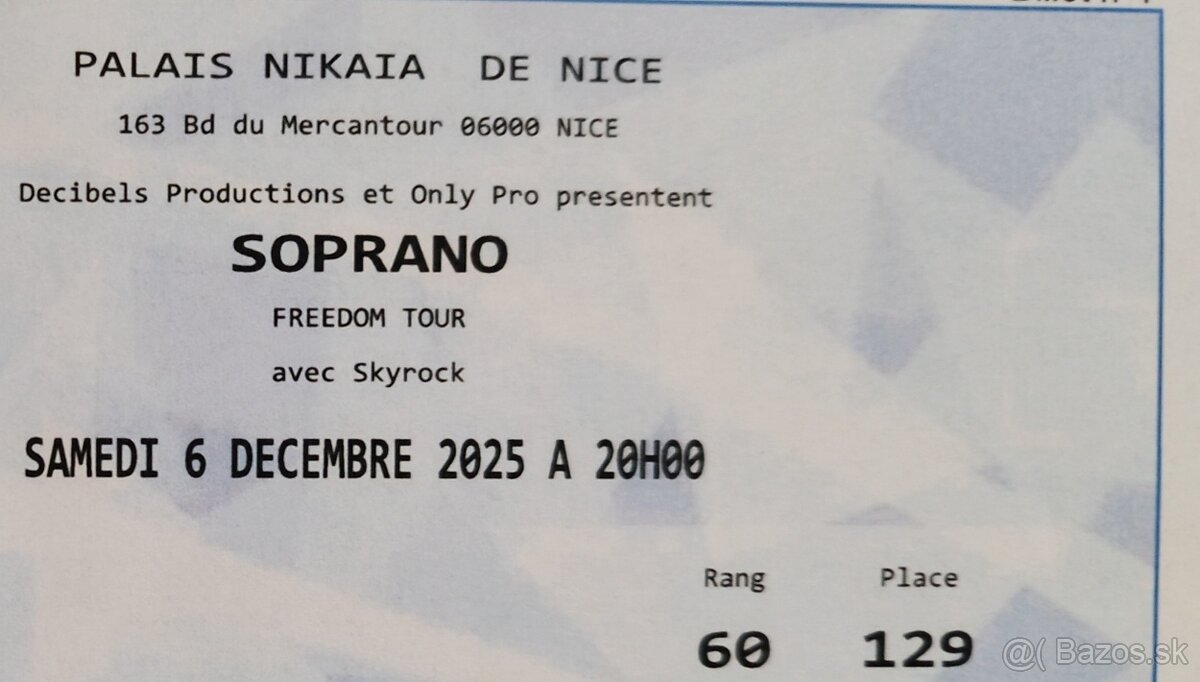 PALAIS NIKAIA DE NICE
163 Bd du Mercantour 06000 NICE
Decibels Productions et Only Pro presentent
SOPRANO
FREEDOM TOUR
avec Skyrock
SAMEDI 6 DECEMBRE 2025 A 20H00
Rang Place
60 129
@( Bazos.sk